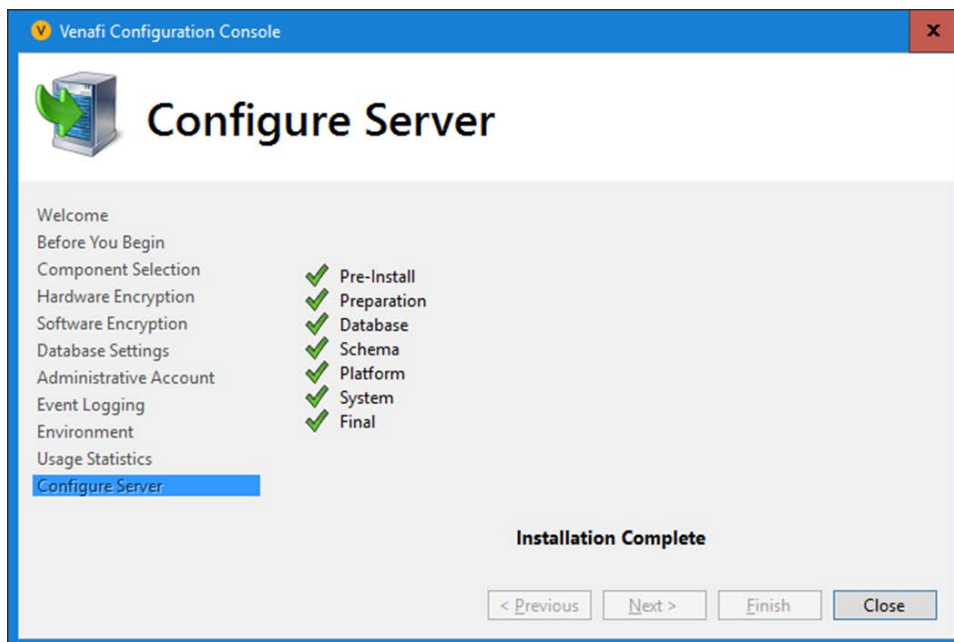 V Venafi Configuration Console x
Configure Server
Welcome
Before You Begin
Component Selection
Hardware Encryption
Software Encryption
Database Settings
Administrative Account
Event Logging
Environment
Usage Statistics
Configure Server
Pre-Install
Preparation
Database
Schema
Platform
System
Final
Installation Complete
< Previous Next > Finish Close